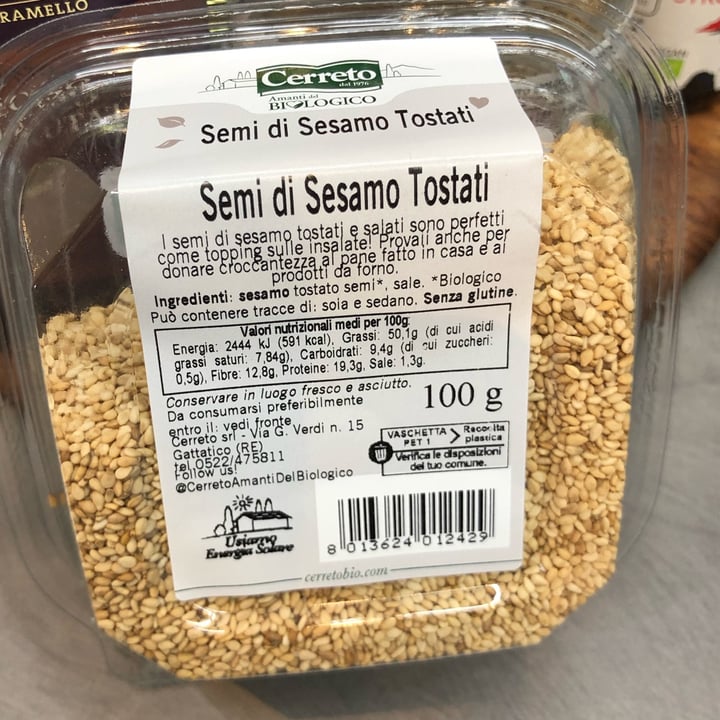 RAMELLO
Cerreto
dal 1976
Amanti del
BIOLOGICO
Semi di Sesamo Tostati
Semi di Sesamo Tostati
I semi di sesamo tostati e salati sono perfetti
come topping sulle insalate! Provali anche per
donare croccantezza al pane fatto in casa e ai
prodotti da forno.
Ingredienti: sesamo tostato semi*, sale. *Biologico
Può contenere tracce di: soia e sedano. Senza glutine.
Valori nutrizionali medi per 100g:
Energia: 2444 kJ (591 kcal), Grassi: 50,1g (di cui acidi
grassi saturi: 7,84g), Carboidrati: 9,4g (di cui zuccheri:
0,5g), Fibre: 12,8g, Proteine: 19,3g, Sale: 1,3g.
Conservare in luogo fresco e asciutto.
Da consumarsi preferibilmente
entro il: vedi fronte
100 g
Cerreto srl - Via G. Verdi n. 15
Gattatico (RE)
tel.0522/475811
Follow us!
@CerretoAmantiDelBiologico
VASCHETTA
PET 1
Raccolta
plastica
Verifica le disposizioni
del tuo comune.
Usiamo
Energia Solare
8 013624 012429
cerretobio.com